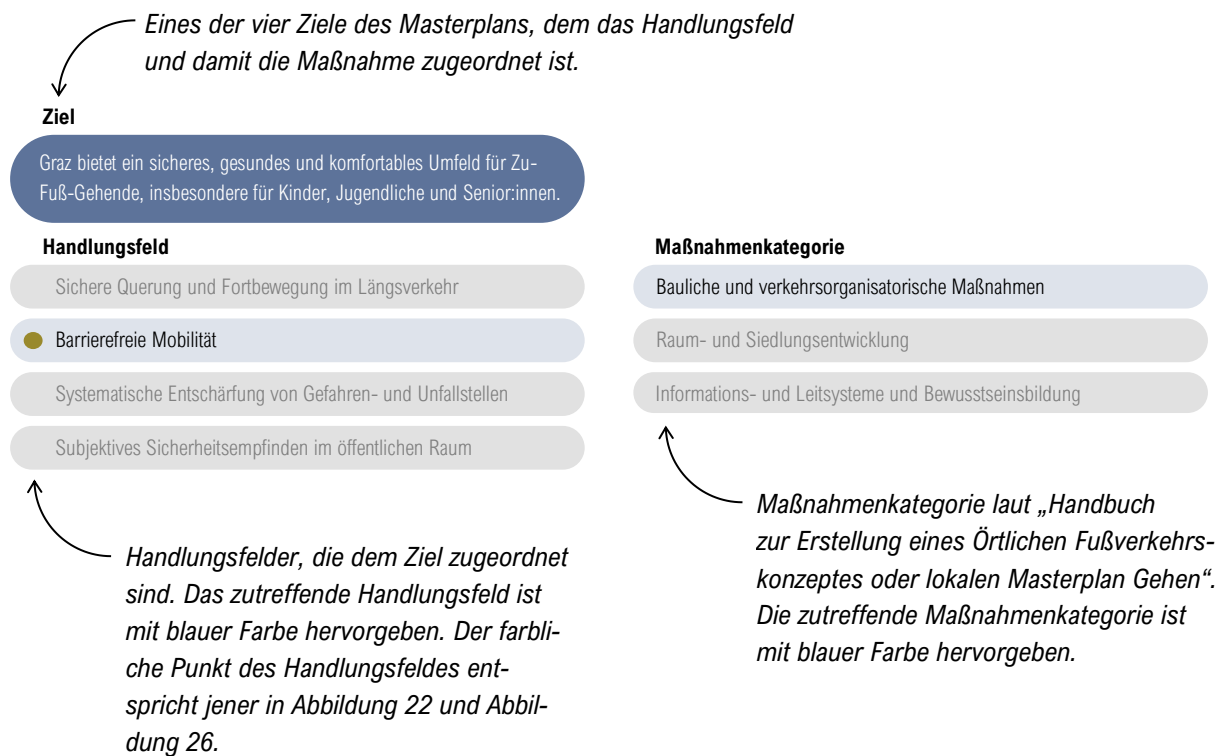 Eines der vier Ziele des Masterplans, dem das Handlungsfeld
und damit die Maßnahme zugeordnet ist.
Ziel
Graz bietet ein sicheres, gesundes und komfortables Umfeld für Zu-
Fuß-Gehende, insbesondere für Kinder, Jugendliche und Senior:innen.
Handlungsfeld
Sichere Querung und Fortbewegung im Längsverkehr
Barrierefreie Mobilität
Systematische Entschärfung von Gefahren- und Unfallstellen
Subjektives Sicherheitsempfinden im öffentlichen Raum
Handlungsfelder, die dem Ziel zugeordnet
sind. Das zutreffende Handlungsfeld ist
mit blauer Farbe hervorgeben. Der farbli-
che Punkt des Handlungsfeldes ent-
spricht jener in Abbildung 22 und Abbil-
dung 26.
Maßnahmenkategorie
Bauliche und verkehrsorganisatorische Maßnahmen
Raum- und Siedlungsentwicklung
Informations- und Leitsysteme und Bewusstseinsbildung
Maßnahmenkategorie laut „Handbuch
zur Erstellung eines Örtlichen Fußverkehrs-
konzeptes oder lokalen Masterplan Gehen“.
Die zutreffende Maßnahmenkategorie ist
mit blauer Farbe hervorgeben.